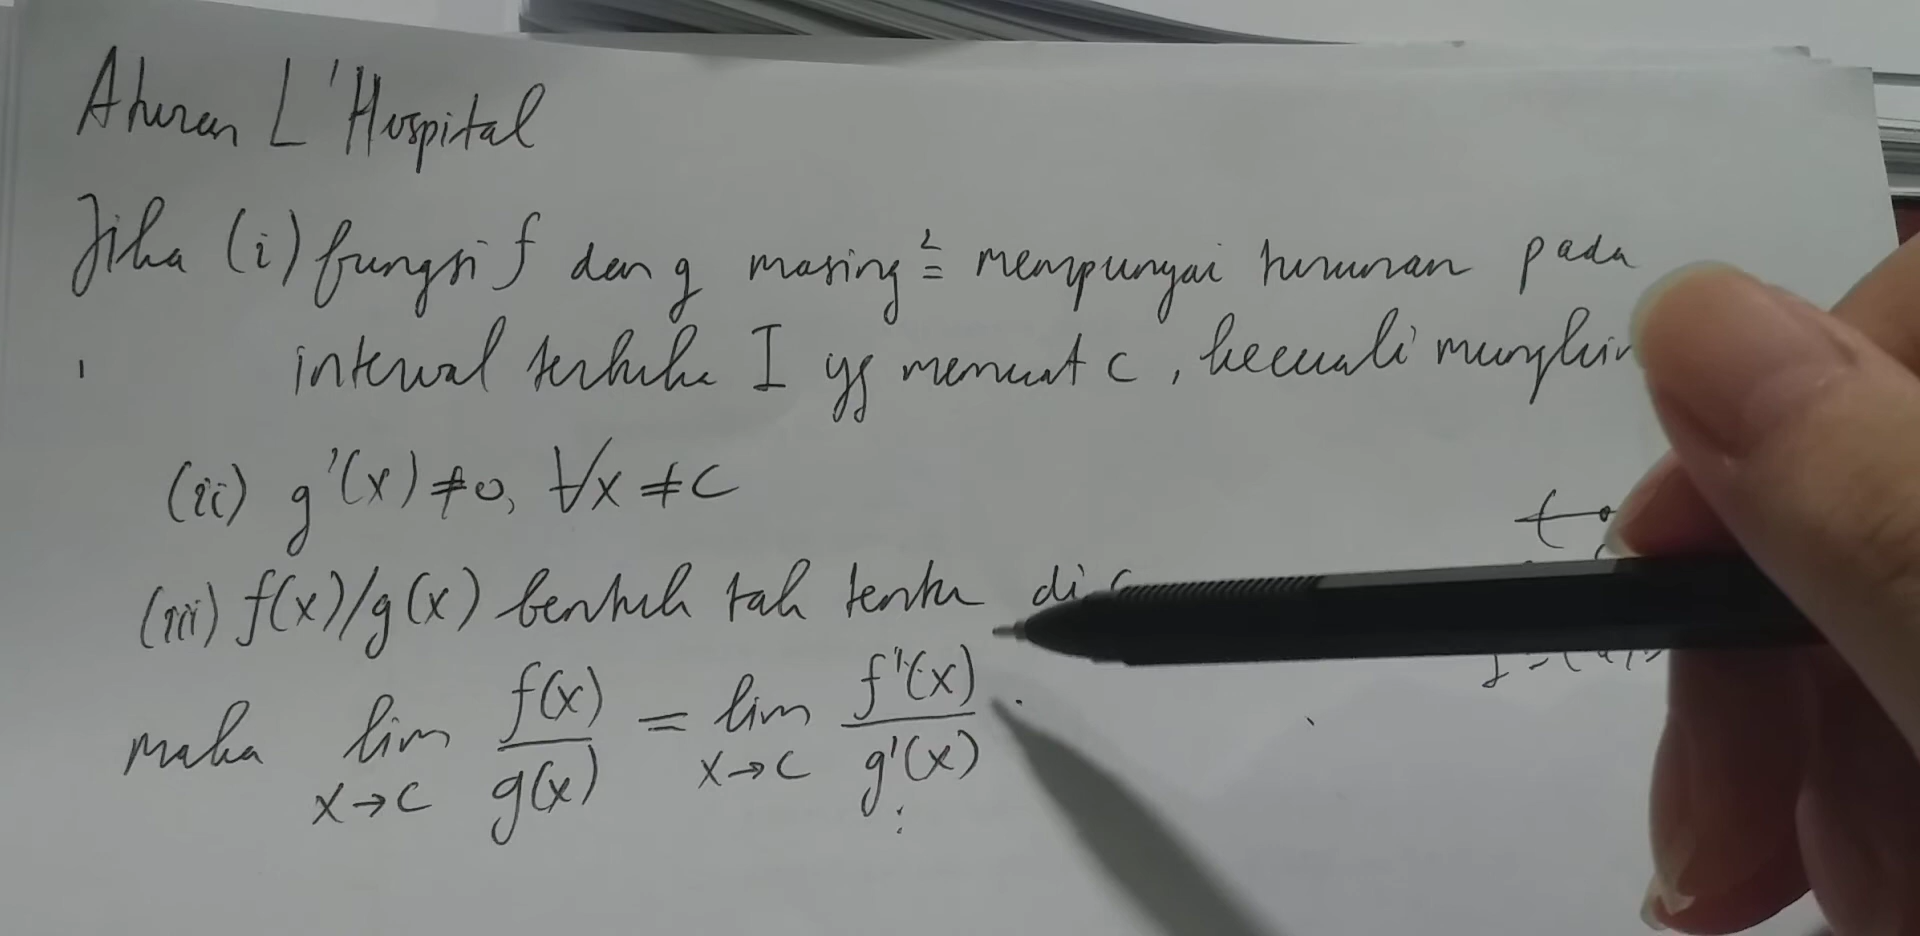 Aturan L'Hospital
Jika (i) fungsi f dan g masing² mempunyai turunan pada
interval terbuka I yg memuat c, kecuali mungkin
(ii) g'(x) ≠ 0, ∀x ≠ c
(iii) f(x)/g(x) bentuk tak tentu di c
maka lim x→c f(x)/g(x) = lim x→c f'(x)/g'(x).